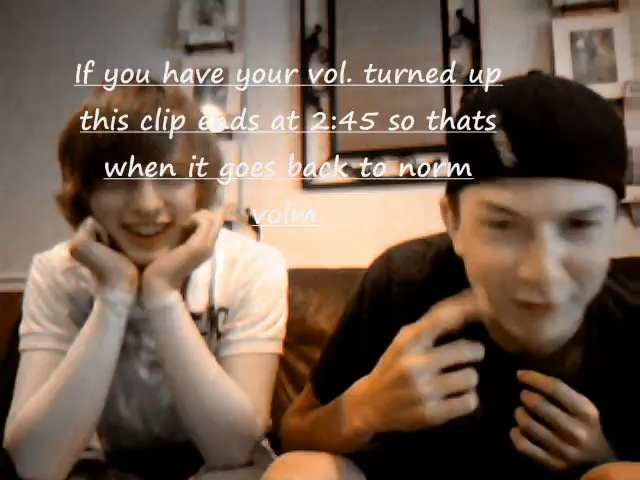 If you have your vol. turned up
this clip ends at 2:45 so thats
when it goes back to norm
volm.